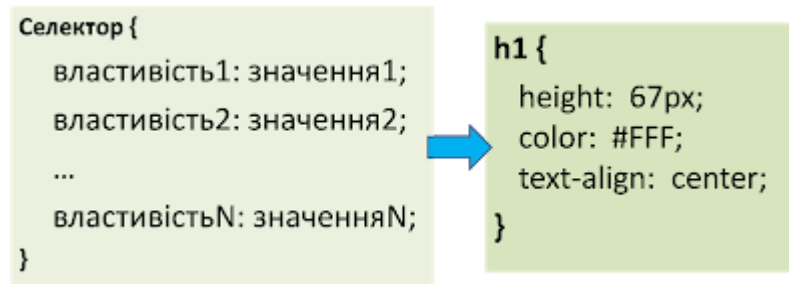 Селектор {
властивість1: значення1;
властивість2: значення2;
...
властивістьN: значенняN;
}
h1 {
height: 67px;
color: #FFF;
text-align: center;
}